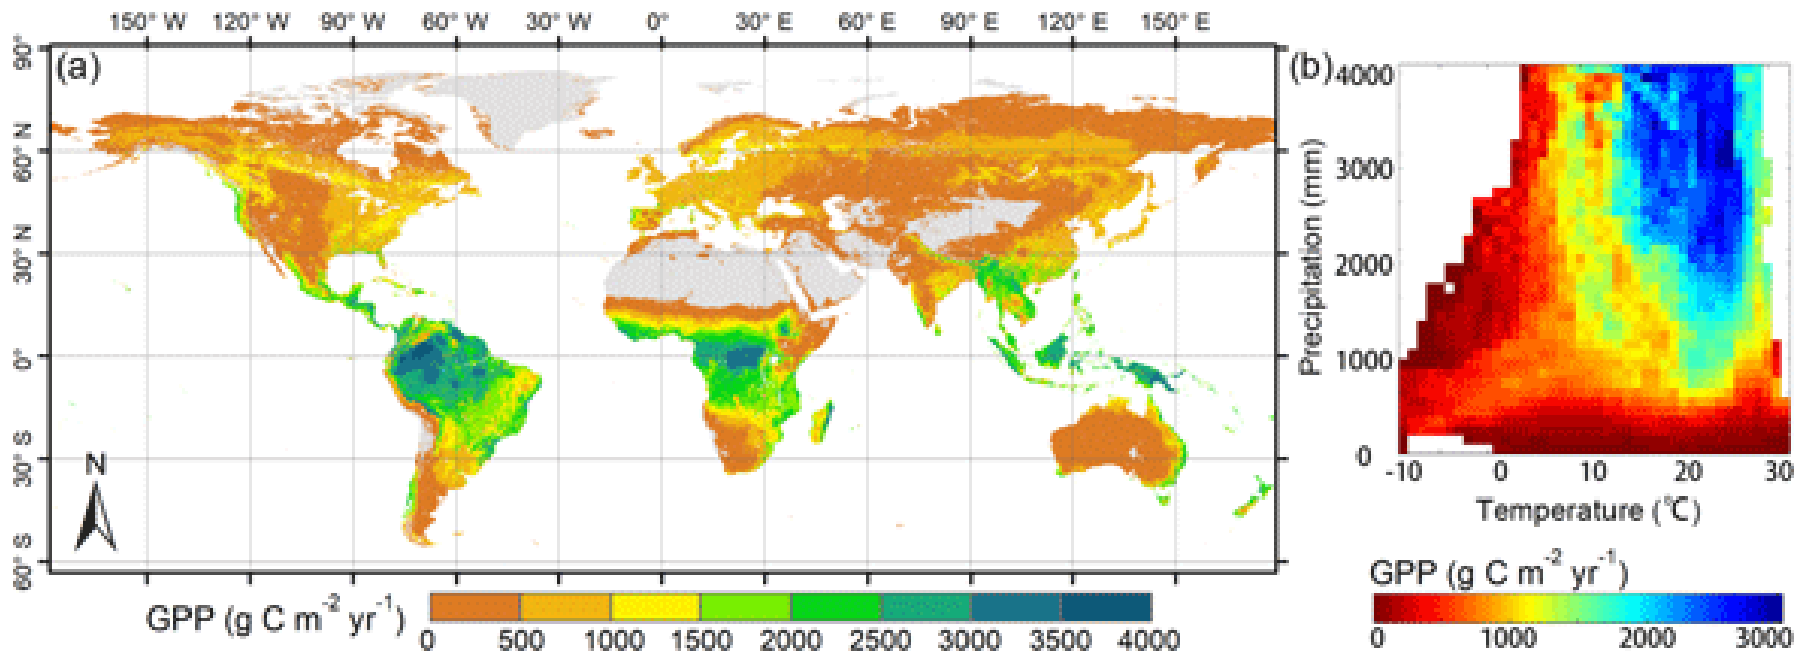 150° W 120° W 90° W 60° W 30° W 0° 30° E 60° E 90° E 120° E 150° E
(a)
90°
60° N
30° N
0°
30° S
60° S
N
GPP (g C m-2 yr-1)
0 500 1000 1500 2000 2500 3000 3500 4000
(b)
Precipitation (mm)
4000
3000
2000
1000
0
-10 0 10 20 30
Temperature (℃)
GPP (g C m-2 yr-1)
0 1000 2000 3000